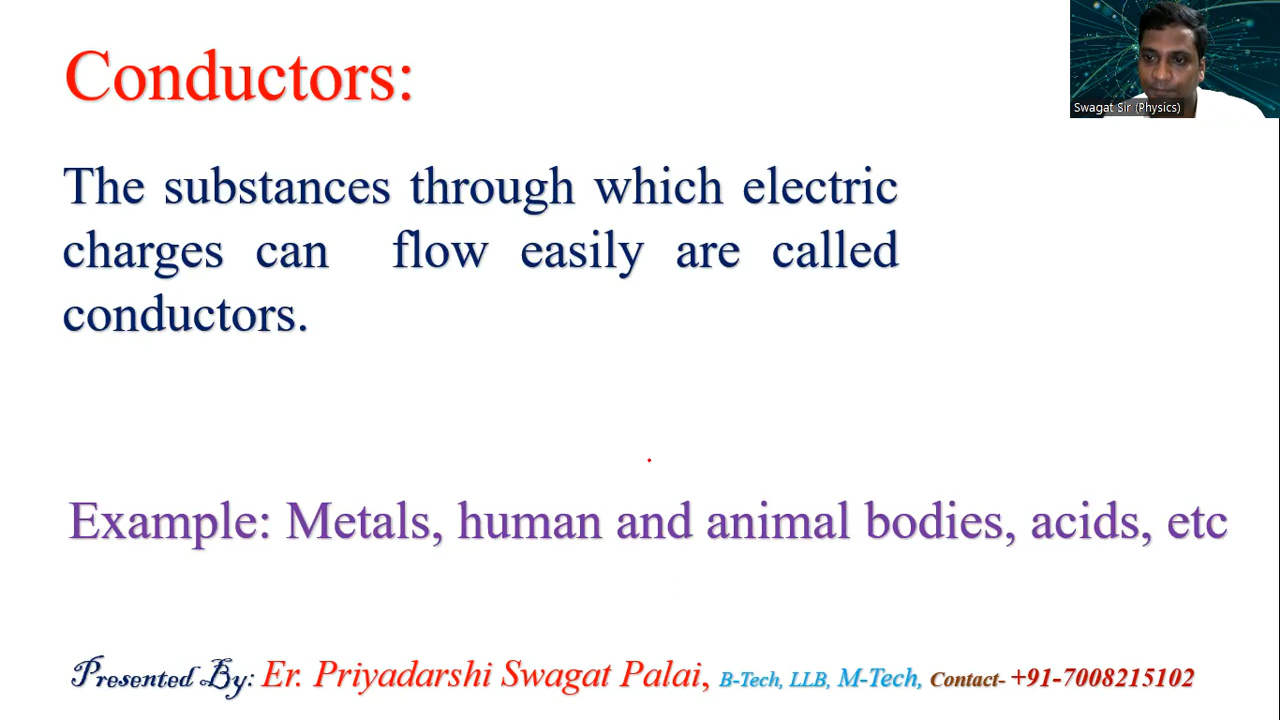 Conductors:
Swagat Sir (Physics)
The substances through which electric
charges can flow easily are called
conductors.
Example: Metals, human and animal bodies, acids, etc
Presented By: Er. Priyadarshi Swagat Palai, B-Tech, LLB, M-Tech, Contact- +91-7008215102